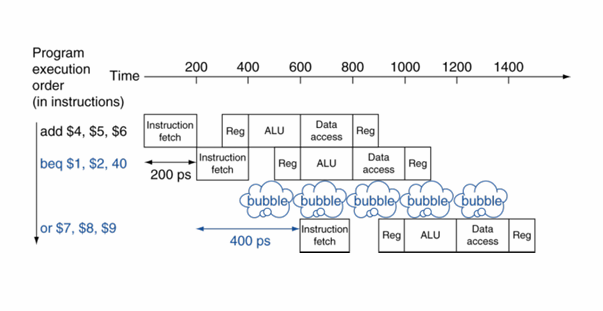 Program
execution
order
(in instructions)
Time
200 400 600 800 1000 1200 1400
add $4, $5, $6
Instruction
fetch
Reg
ALU
Data
access
Reg
beq $1, $2, 40
200 ps
Instruction
fetch
Reg
ALU
Data
access
Reg
bubble bubble bubble bubble bubble
or $7, $8, $9
400 ps
Instruction
fetch
Reg
ALU
Data
access
Reg